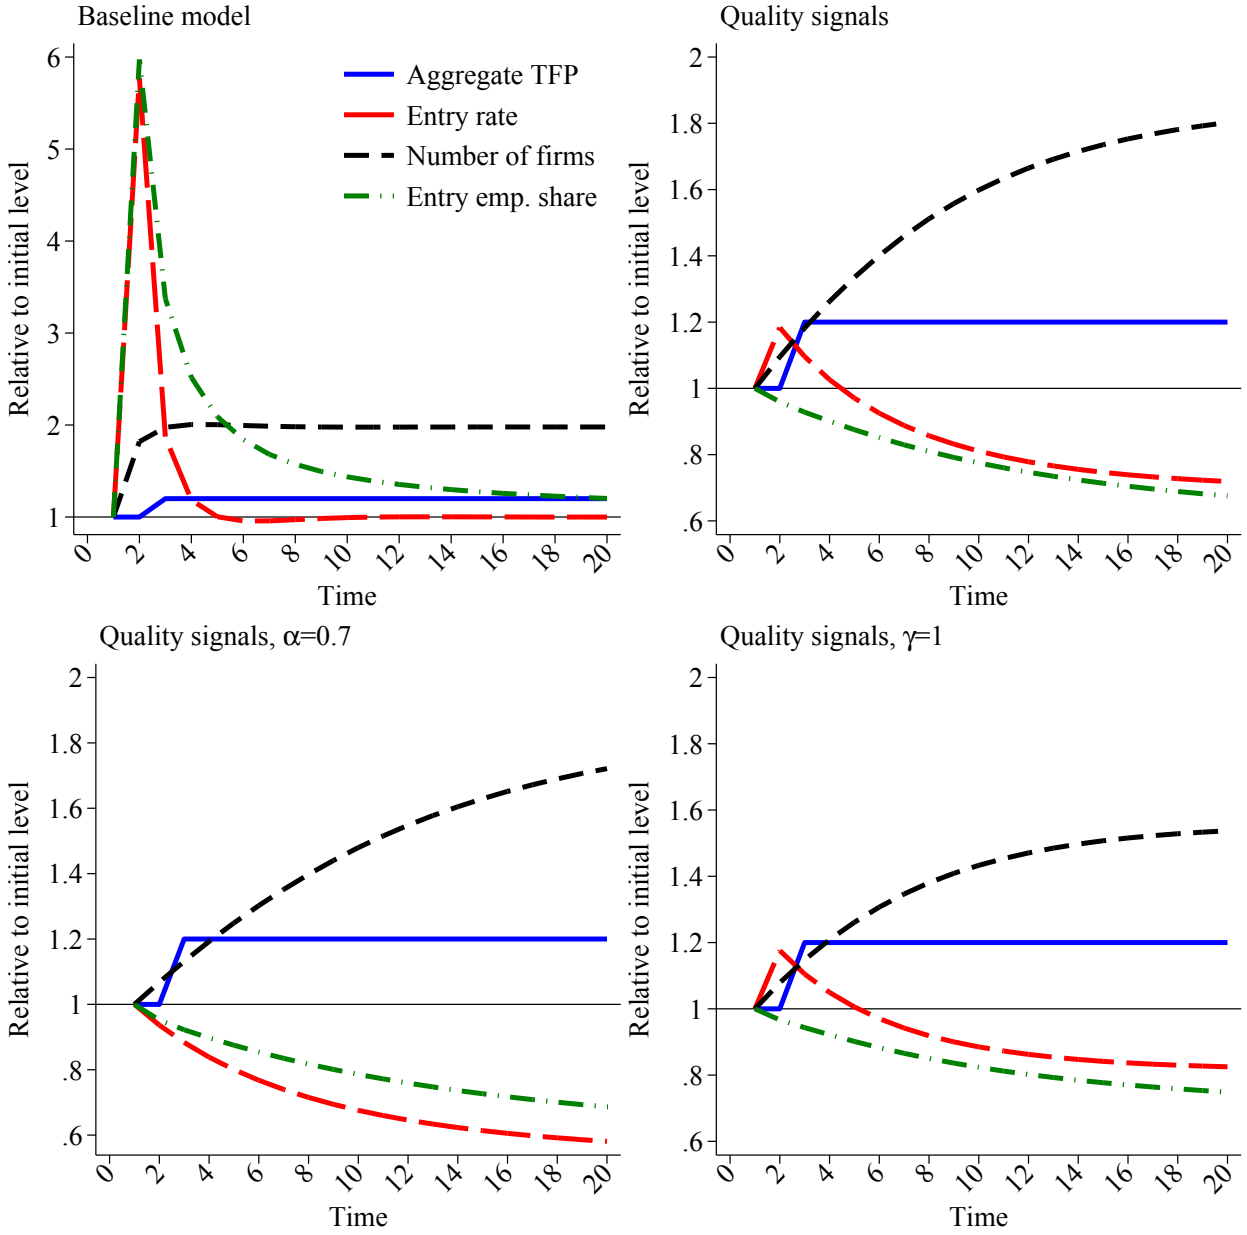 Baseline model
Aggregate TFP
Entry rate
Number of firms
Entry emp. share
Relative to initial level
6
5
4
3
2
1
0 2 4 6 8 10 12 14 16 18 20
Time
Quality signals
Relative to initial level
2
1.8
1.6
1.4
1.2
1
.8
.6
0 2 4 6 8 10 12 14 16 18 20
Time
Quality signals, α=0.7
Relative to initial level
2
1.8
1.6
1.4
1.2
1
.8
.6
0 2 4 6 8 10 12 14 16 18 20
Time
Quality signals, γ=1
Relative to initial level
2
1.8
1.6
1.4
1.2
1
.8
.6
0 2 4 6 8 10 12 14 16 18 20
Time